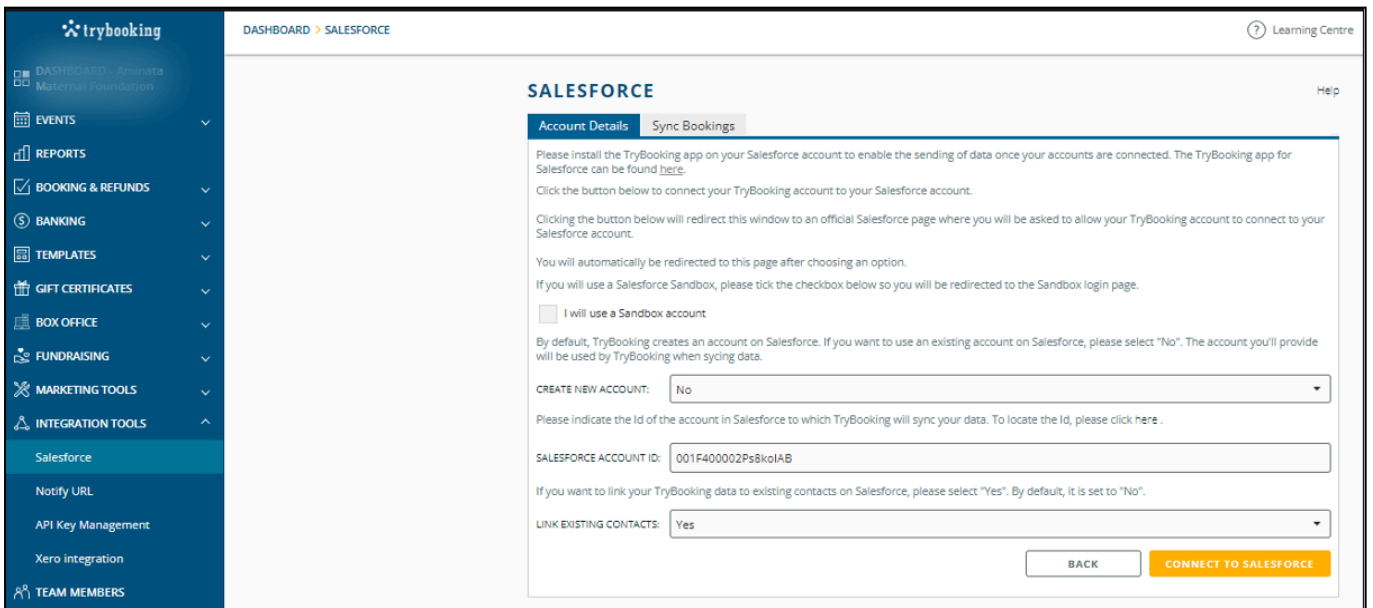 trybooking
DASHBOARD > SALESFORCE
? Learning Centre
DASHBOARD - Aminata
Maternal Foundation
EVENTS
REPORTS
BOOKING & REFUNDS
BANKING
TEMPLATES
GIFT CERTIFICATES
BOX OFFICE
FUNDRAISING
MARKETING TOOLS
INTEGRATION TOOLS
Salesforce
Notify URL
API Key Management
Xero integration
TEAM MEMBERS
SALESFORCE
Help
Account Details Sync Bookings
Please install the TryBooking app on your Salesforce account to enable the sending of data once your accounts are connected. The TryBooking app for
Salesforce can be found here.
Click the button below to connect your TryBooking account to your Salesforce account.
Clicking the button below will redirect this window to an official Salesforce page where you will be asked to allow your TryBooking account to connect to your
Salesforce account.
You will automatically be redirected to this page after choosing an option.
If you will use a Salesforce Sandbox, please tick the checkbox below so you will be redirected to the Sandbox login page.
I will use a Sandbox account
By default, TryBooking creates an account on Salesforce. If you want to use an existing account on Salesforce, please select "No". The account you'll provide
will be used by TryBooking when sycing data.
CREATE NEW ACCOUNT: No
Please indicate the Id of the account in Salesforce to which TryBooking will sync your data. To locate the Id, please click here .
SALESFORCE ACCOUNT ID: 001F400002Ps8koIAB
If you want to link your TryBooking data to existing contacts on Salesforce, please select "Yes". By default, it is set to "No".
LINK EXISTING CONTACTS: Yes
BACK CONNECT TO SALESFORCE